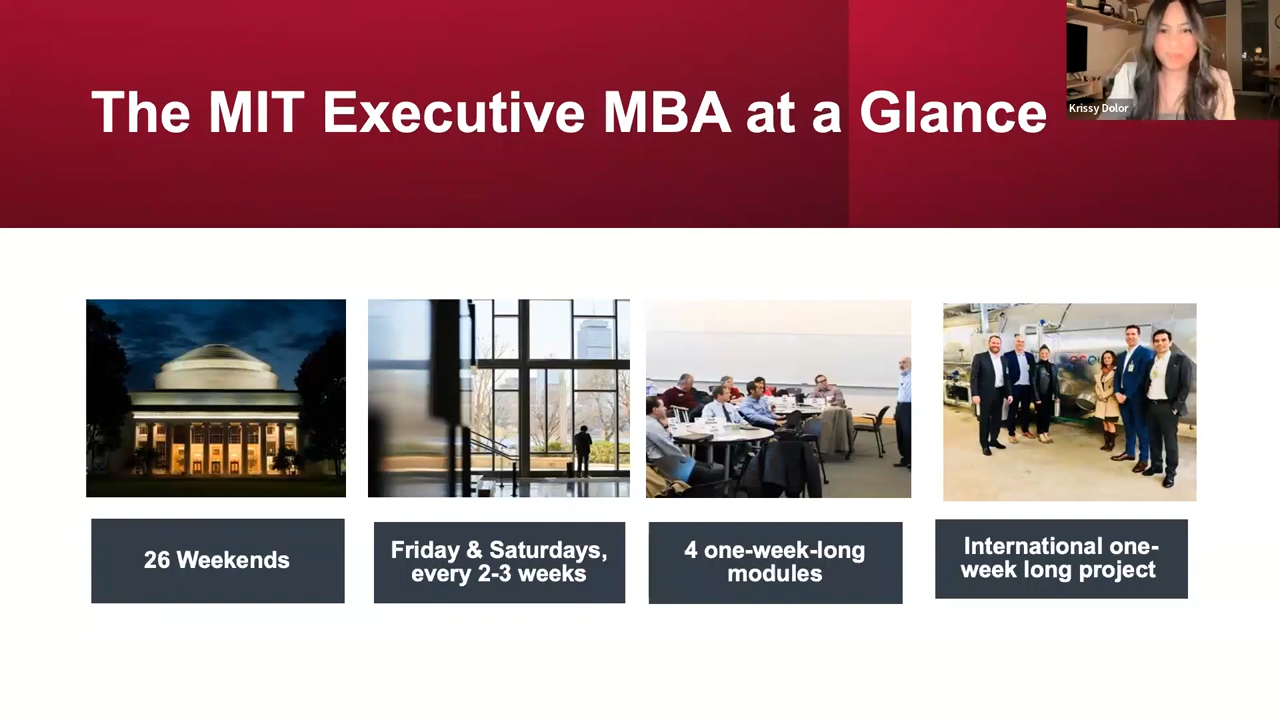 The MIT Executive MBA at a Glance
Krissy Dolor
26 Weekends
Friday & Saturdays,
every 2-3 weeks
4 one-week-long
modules
International one-
week long project